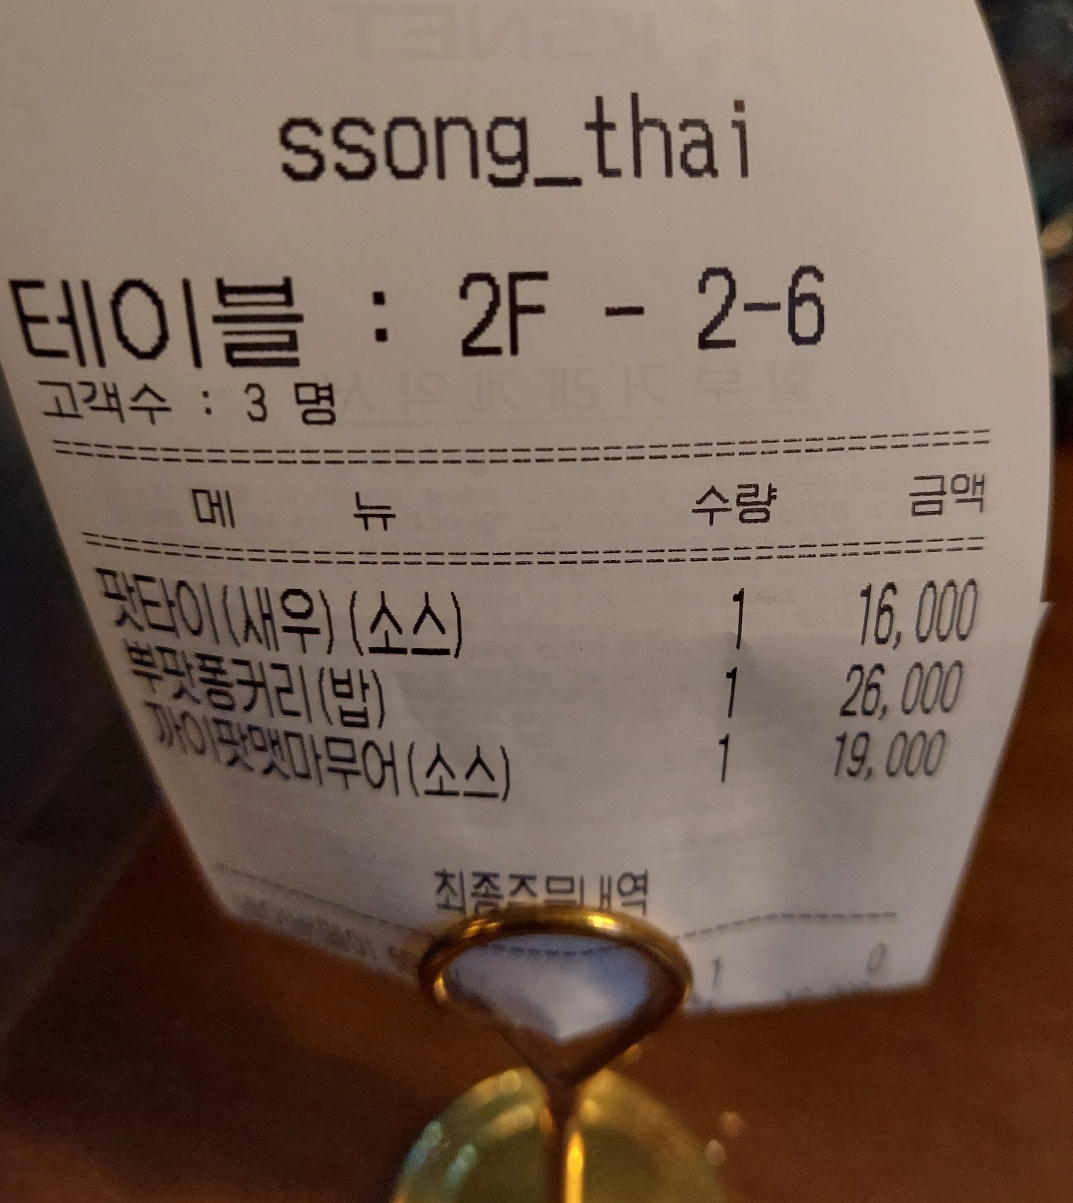 ssong_thai
테이블 : 2F - 2-6
고객수 : 3 명
메 뉴 수량 금액
팟타이(새우)(소스) 1 16,000
뿌팟퐁커리(밥) 1 26,000
까이팟맷마무어(소스) 1 19,000
최종주문내역
1 0